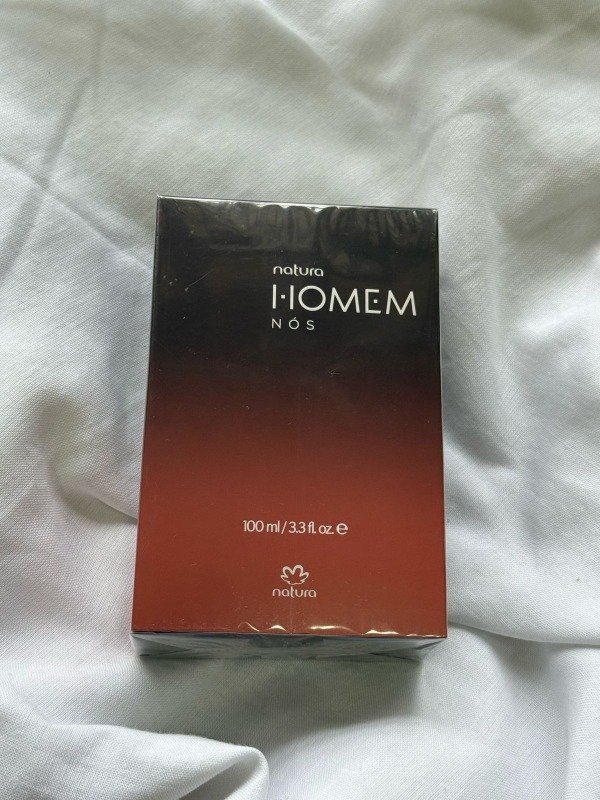 natura
HOMEM
NÓS
100 ml / 3.3 fl. oz. ℮
natura